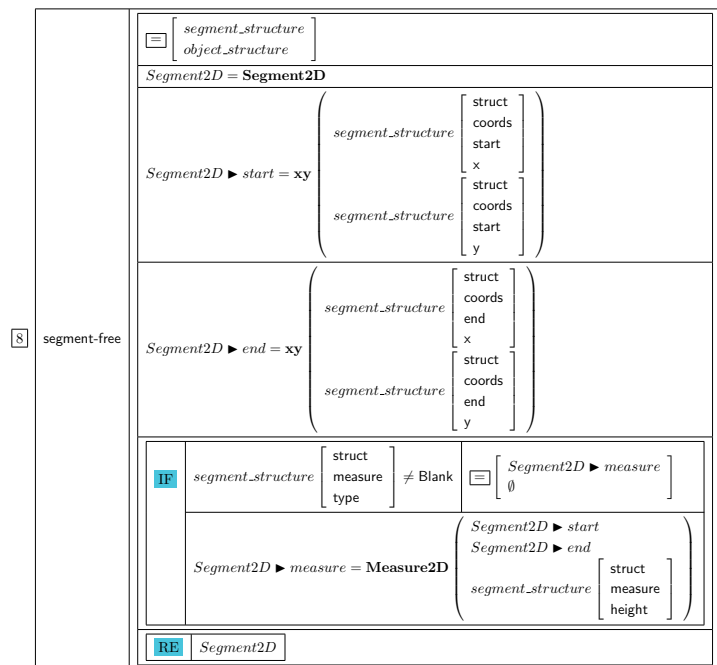 = [ segment_structure
object_structure ]
Segment2D = Segment2D
Segment2D ► start = xy ( segment_structure [ struct
coords
start
x ]
segment_structure [ struct
coords
start
y ] )
8 segment-free
Segment2D ► end = xy ( segment_structure [ struct
coords
end
x ]
segment_structure [ struct
coords
end
y ] )
IF segment_structure [ struct
measure
type ] ≠ Blank
= [ Segment2D ► measure
∅ ]
Segment2D ► measure = Measure2D ( Segment2D ► start
Segment2D ► end
segment_structure [ struct
measure
height ] )
RE Segment2D